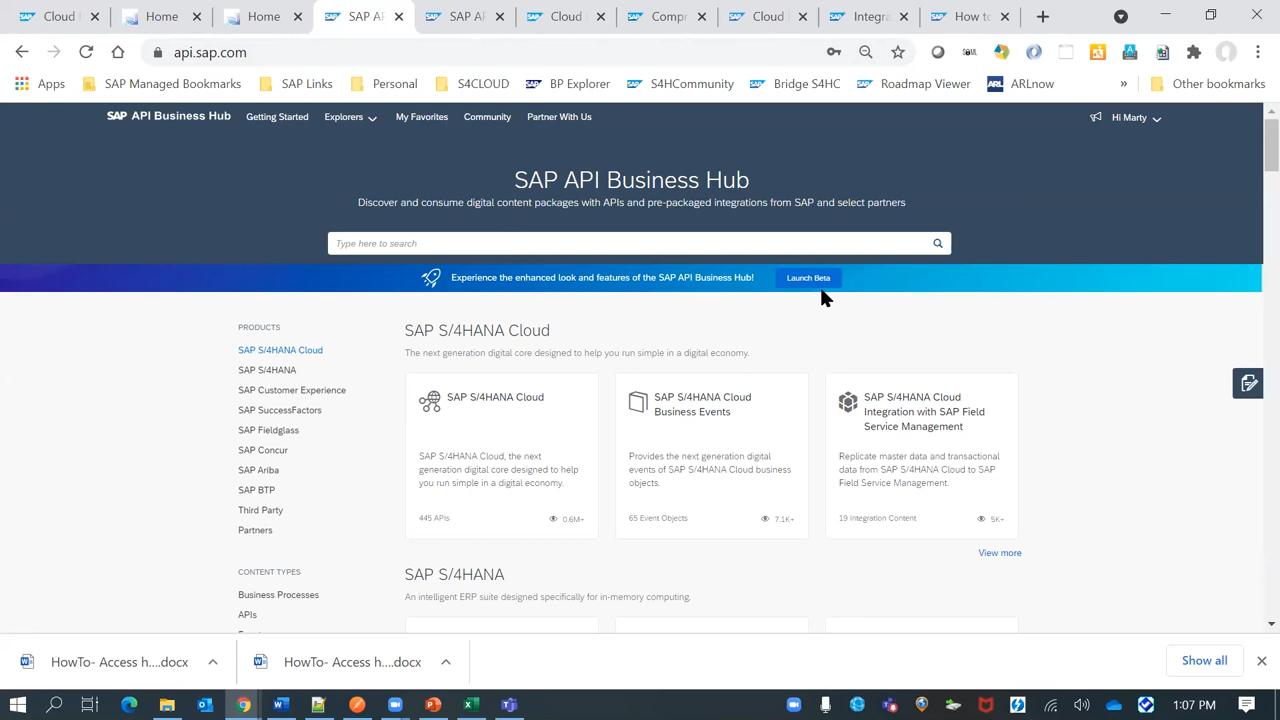 Cloud
Home
Home
SAP AP
SAP AP
Cloud I
Compr
Cloud I
Integra
How to
api.sap.com
Apps
SAP Managed Bookmarks
SAP Links
Personal
S4CLOUD
BP Explorer
S4HCommunity
Bridge S4HC
Roadmap Viewer
ARL ARLnow
»
Other bookmarks
SAP API Business Hub
Getting Started
Explorers
My Favorites
Community
Partner With Us
Hi Marty
SAP API Business Hub
Discover and consume digital content packages with APIs and pre-packaged integrations from SAP and select partners
Type here to search
Experience the enhanced look and features of the SAP API Business Hub!
Launch Beta
PRODUCTS
SAP S/4HANA Cloud
SAP S/4HANA
SAP Customer Experience
SAP SuccessFactors
SAP Fieldglass
SAP Concur
SAP Ariba
SAP BTP
Third Party
Partners
CONTENT TYPES
Business Processes
APIs
SAP S/4HANA Cloud
The next generation digital core designed to help you run simple in a digital economy.
SAP S/4HANA Cloud
SAP S/4HANA Cloud, the next
generation digital core designed to help
you run simple in a digital economy.
445 APIs
0.6M+
SAP S/4HANA Cloud
Business Events
Provides the next generation digital
events of SAP S/4HANA Cloud business
objects.
65 Event Objects
7.1K+
SAP S/4HANA Cloud
Integration with SAP Field
Service Management
Replicate master data and transactional
data from SAP S/4HANA Cloud to SAP
Field Service Management.
19 Integration Content
5K+
View more
SAP S/4HANA
An intelligent ERP suite designed specifically for in-memory computing.
HowTo- Access h....docx
HowTo- Access h....docx
Show all
1:07 PM